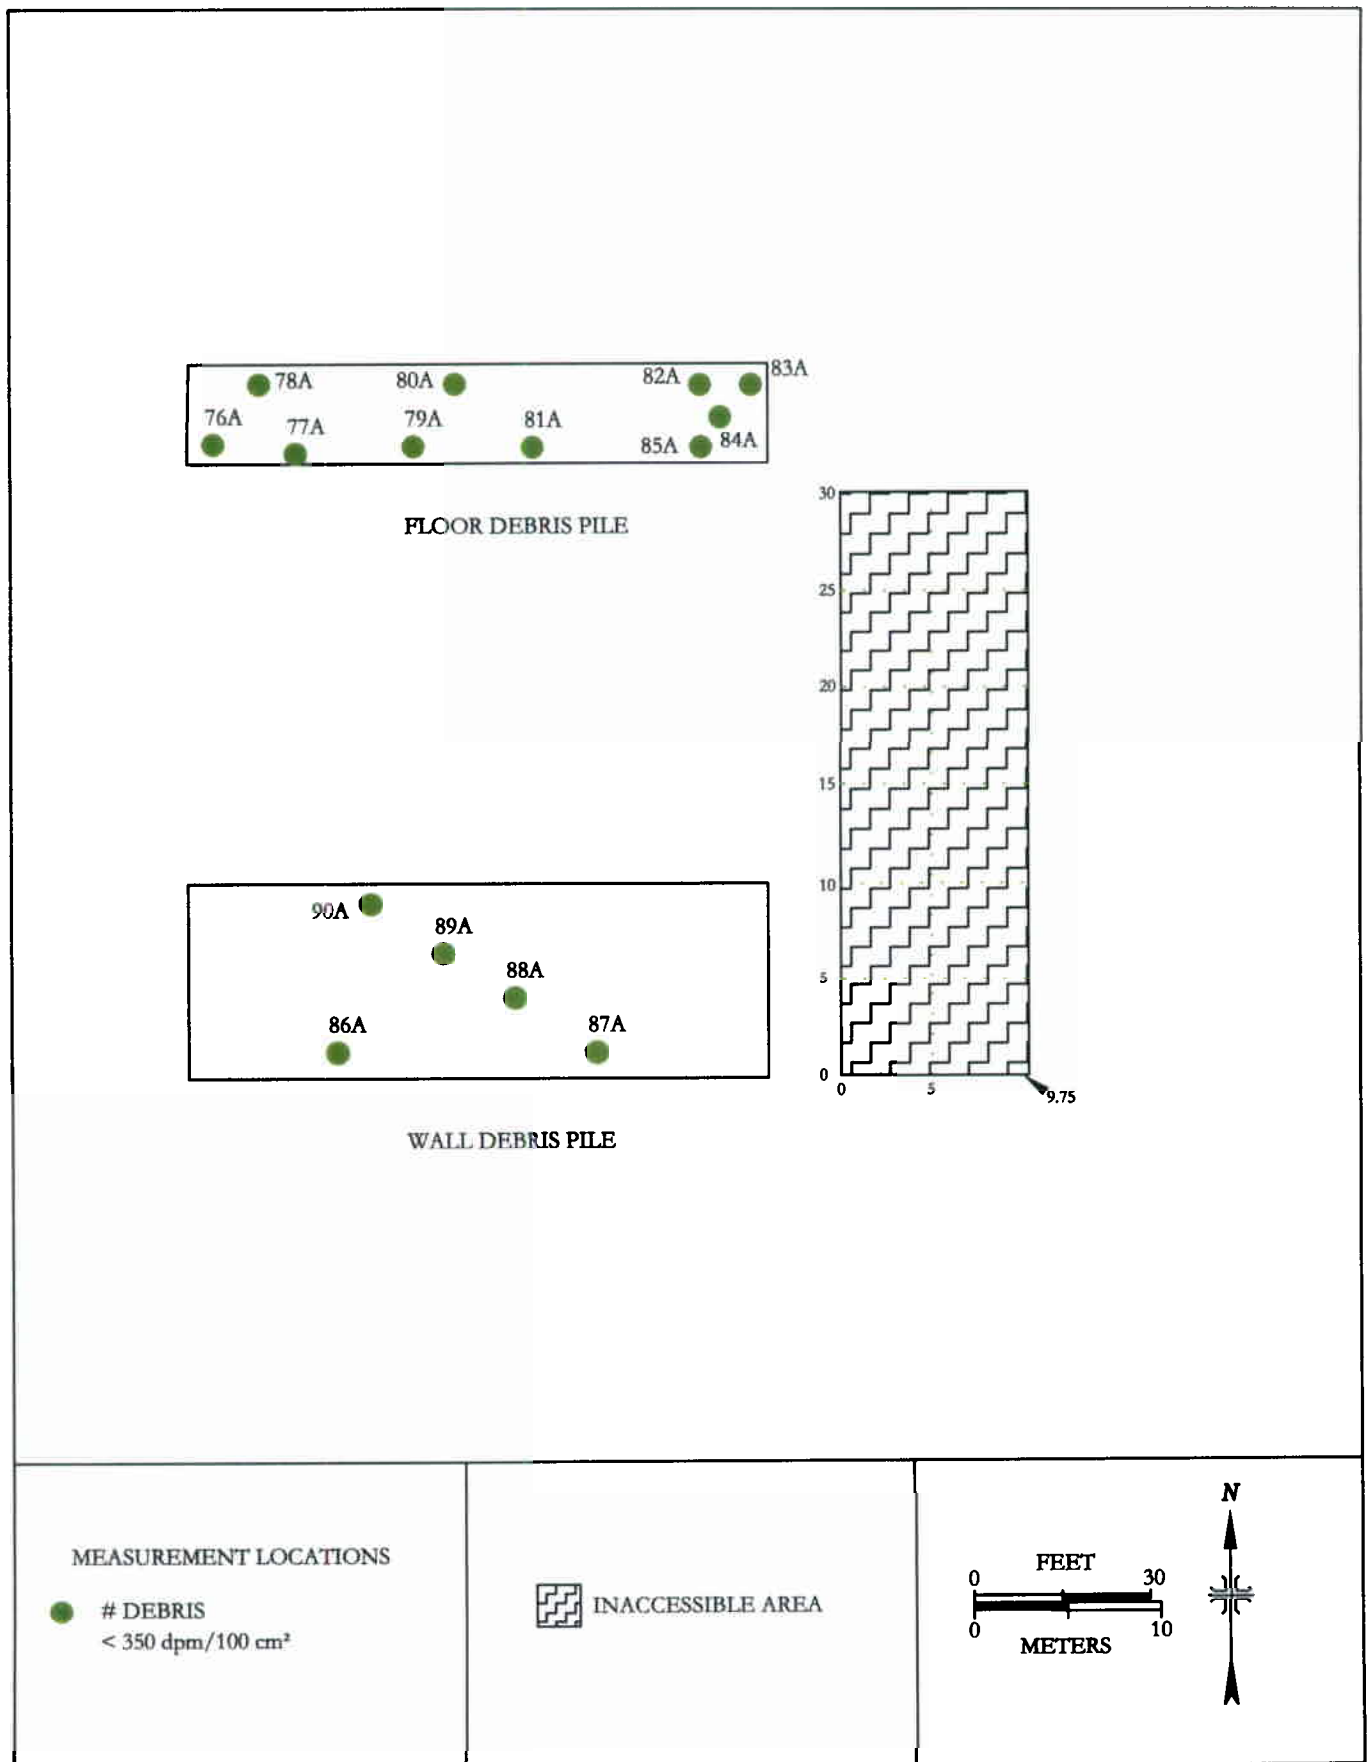 78A
80A
82A
83A
76A
77A
79A
81A
85A
84A
FLOOR DEBRIS PILE
30
25
20
15
10
5
0
0
5
9.75
90A
89A
88A
86A
87A
WALL DEBRIS PILE
MEASUREMENT LOCATIONS
# DEBRIS
< 350 dpm/100 cm²
INACCESSIBLE AREA
FEET
0 30
0 10
METERS
N